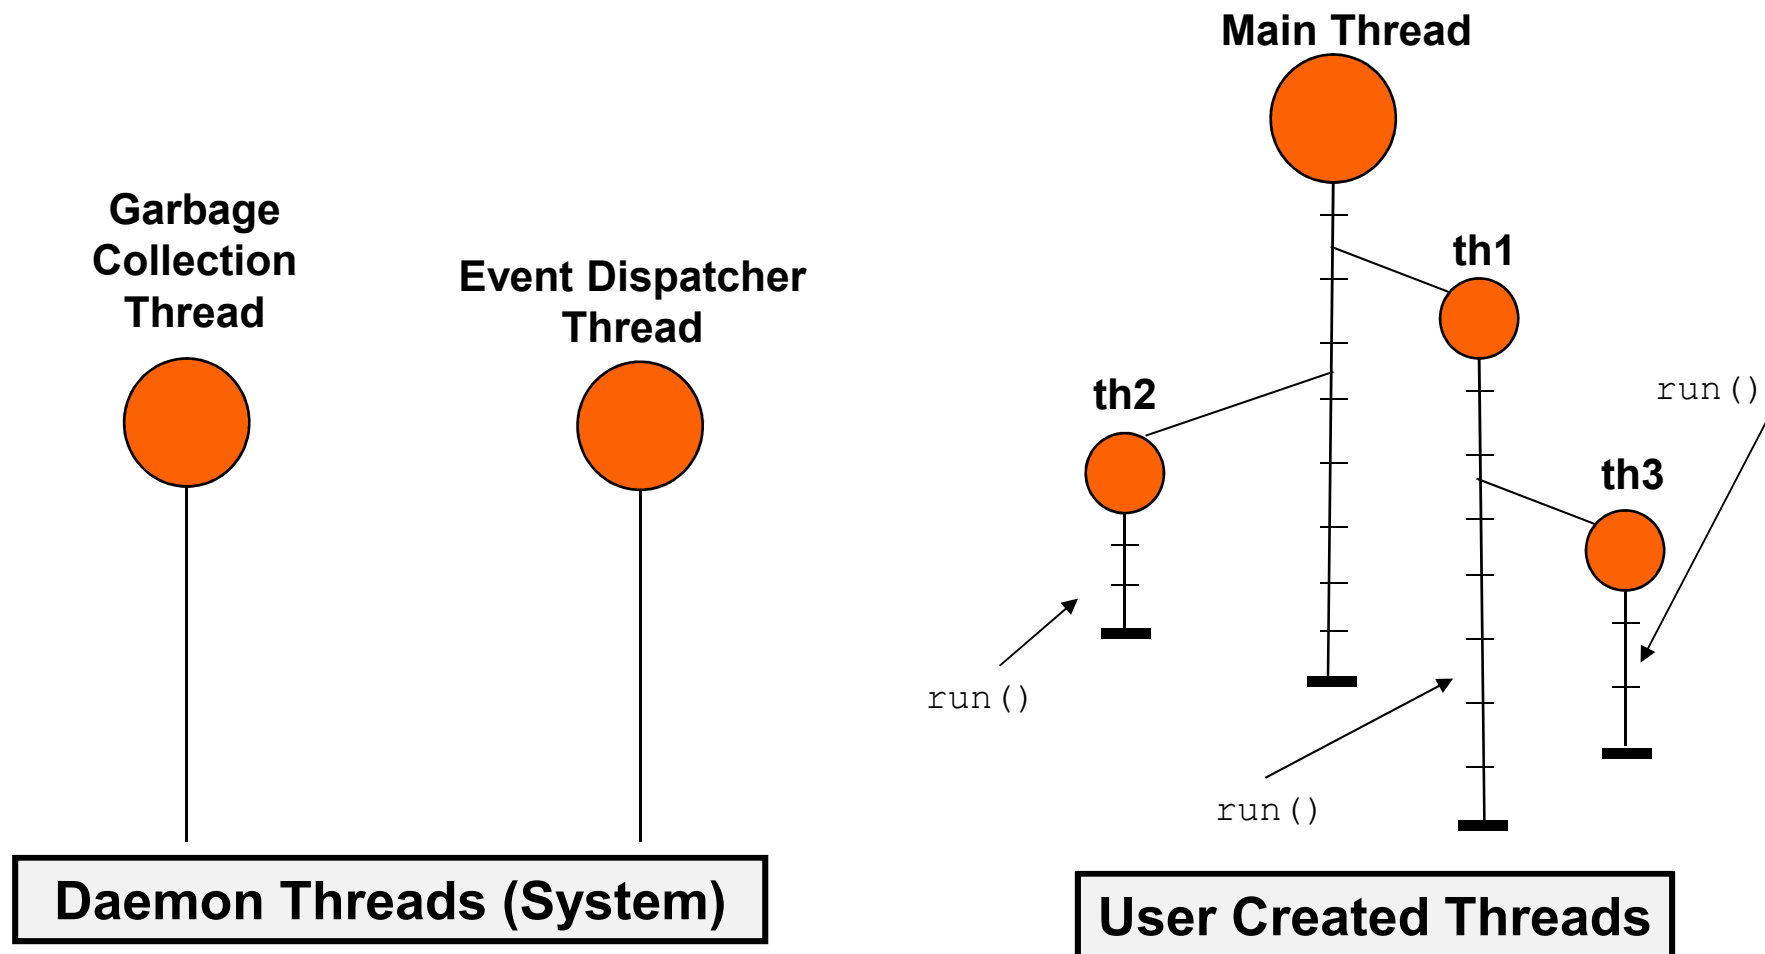 Main Thread
Garbage
Collection
Thread
Event Dispatcher
Thread
th1
th2
run()
th3
run()
run()
Daemon Threads (System)
User Created Threads